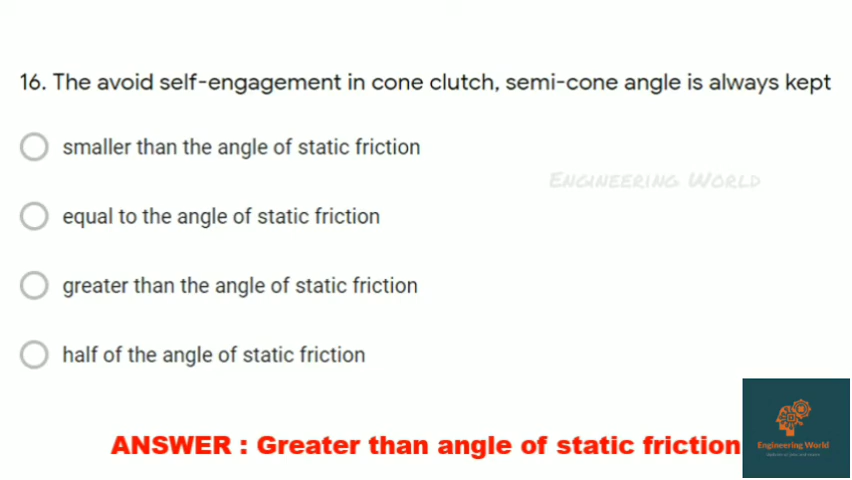 16. The avoid self-engagement in cone clutch, semi-cone angle is always kept
smaller than the angle of static friction
ENGINEERING WORLD
equal to the angle of static friction
greater than the angle of static friction
half of the angle of static friction
ANSWER : Greater than angle of static friction
Engineering World